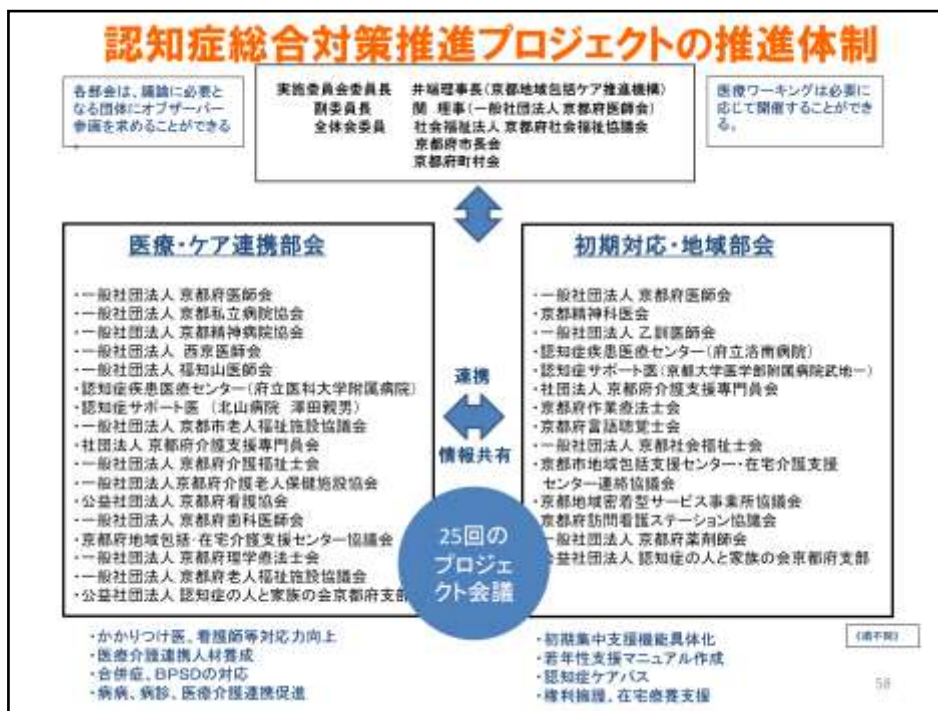 認知症総合対策推進プロジェクトの推進体制
各部会は、議論に必要と
なる団体にオブザーバー
参画を求めることができる
。
実施委員会委員長 井端理事長(京都地域包括ケア推進機構)
副委員長 関 理事(一般社団法人京都府医師会)
全体会委員 社会福祉法人 京都府社会福祉協議会
京都府市長会
京都府町村会
医療ワーキングは必要に
応じて開催することができ
る。
医療・ケア連携部会
・一般社団法人 京都府医師会
・一般社団法人 京都私立病院協会
・一般社団法人 京都精神病院協会
・一般社団法人 西京医師会
・一般社団法人 福知山医師会
・認知症疾患医療センター(府立医科大学附属病院)
・認知症サポート医 (北山病院 澤田親男)
・一般社団法人 京都市老人福祉施設協議会
・社団法人 京都府介護支援専門員会
・一般社団法人 京都府介護福祉士会
・一般社団法人京都府介護老人保健施設協会
・公益社団法人 京都府看護協会
・一般社団法人 京都府歯科医師会
・京都府地域包括・在宅介護支援センター協議会
・一般社団法人 京都府理学療法士会
・一般社団法人 京都府老人福祉施設協議会
・公益社団法人 認知症の人と家族の会京都府支部
連携
情報共有
25回の
プロジェ
クト会議
初期対応・地域部会
・一般社団法人 京都府医師会
・京都精神科医会
・一般社団法人 乙訓医師会
・認知症疾患医療センター(府立洛南病院)
・認知症サポート医(京都大学医学部附属病院武地一)
・社団法人 京都府介護支援専門員会
・京都府作業療法士会
・京都府言語聴覚士会
・一般社団法人 京都社会福祉士会
・京都市地域包括支援センター・在宅介護支援
センター連絡協議会
・京都地域密着型サービス事業所協議会
京都府訪問看護ステーション協議会
一般社団法人 京都府薬剤師会
公益社団法人 認知症の人と家族の会京都府支部
・かかりつけ医、看護師等対応力向上
・医療介護連携人材養成
・合併症、BPSDの対応
・病病、病診、医療介護連携促進
・初期集中支援機能具体化
・若年性支援マニュアル作成
・認知症ケアパス
・権利擁護、在宅療養支援
(順不同)
58